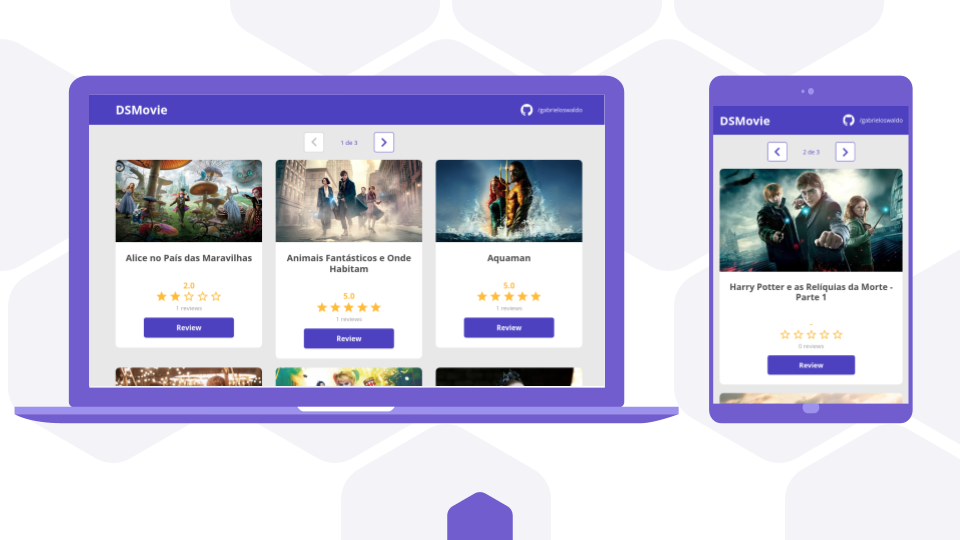 DSMovie
/gabrieloswaldo
1 de 3
Alice no País das Maravilhas
2.0
1 reviews
Review
Animais Fantásticos e Onde
Habitam
5.0
1 reviews
Review
Aquaman
5.0
1 reviews
Review
DSMovie
/gabrieloswaldo
2 de 3
Harry Potter e as Relíquias da Morte -
Parte 1
-
0 reviews
Review